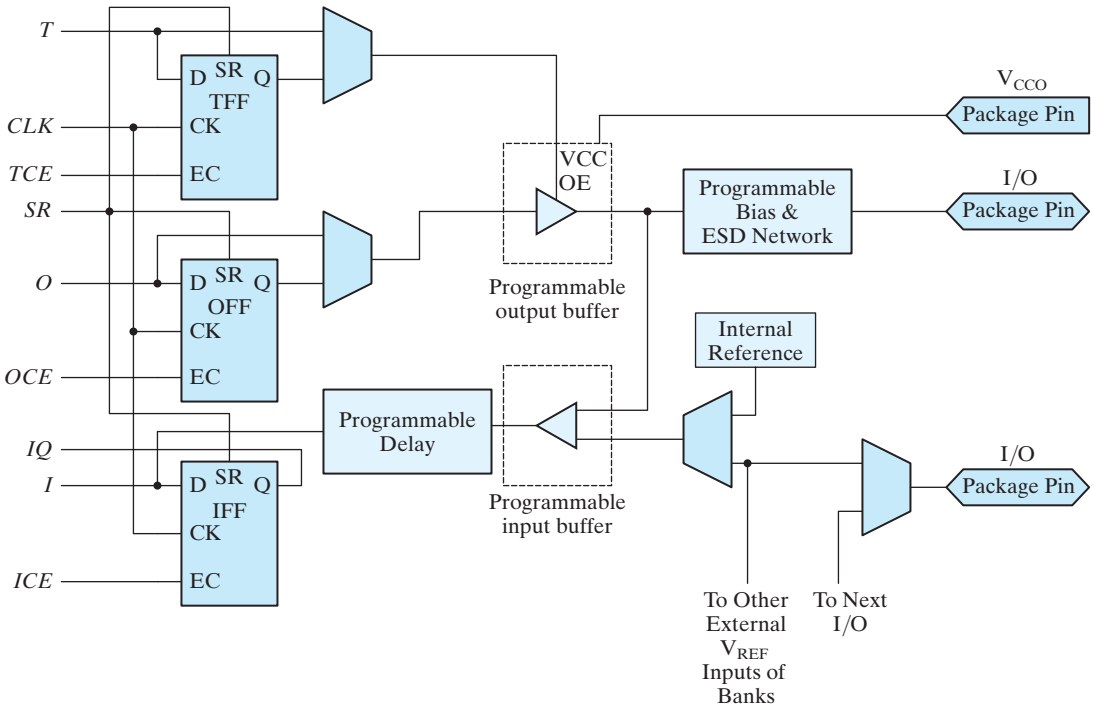 T
SR
D
Q
TFF
V_CCO
CLK
CK
Package Pin
TCE
EC
VCC
OE
I/O
SR
Programmable
Bias &
ESD Network
Package Pin
SR
O
D
Q
OFF
Programmable
output buffer
CK
Internal
Reference
OCE
EC
Programmable
Delay
IQ
SR
I/O
I
D
Q
Package Pin
IFF
Programmable
input buffer
CK
ICE
EC
To Other
External
V_REF
Inputs of
Banks
To Next
I/O